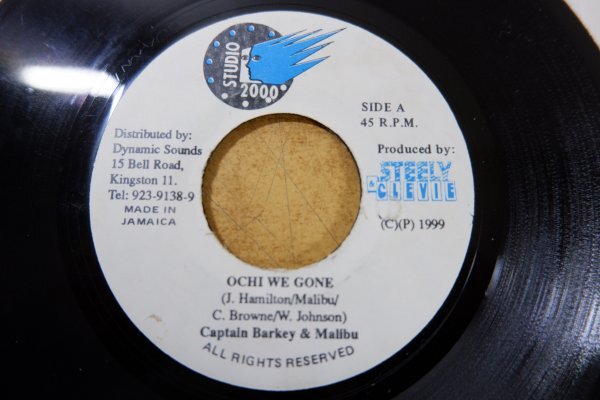 STUDIO
2000
SIDE A
45 R.P.M.
Distributed by:
Dynamic Sounds
15 Bell Road,
Kingston 11.
Tel: 923-9138-9
MADE IN
JAMAICA
Produced by:
STEELY
& CLEVIE
(C)(P) 1999
OCHI WE GONE
(J. Hamilton/Malibu/
C. Browne/W. Johnson)
Captain Barkey & Malibu
ALL RIGHTS RESERVED